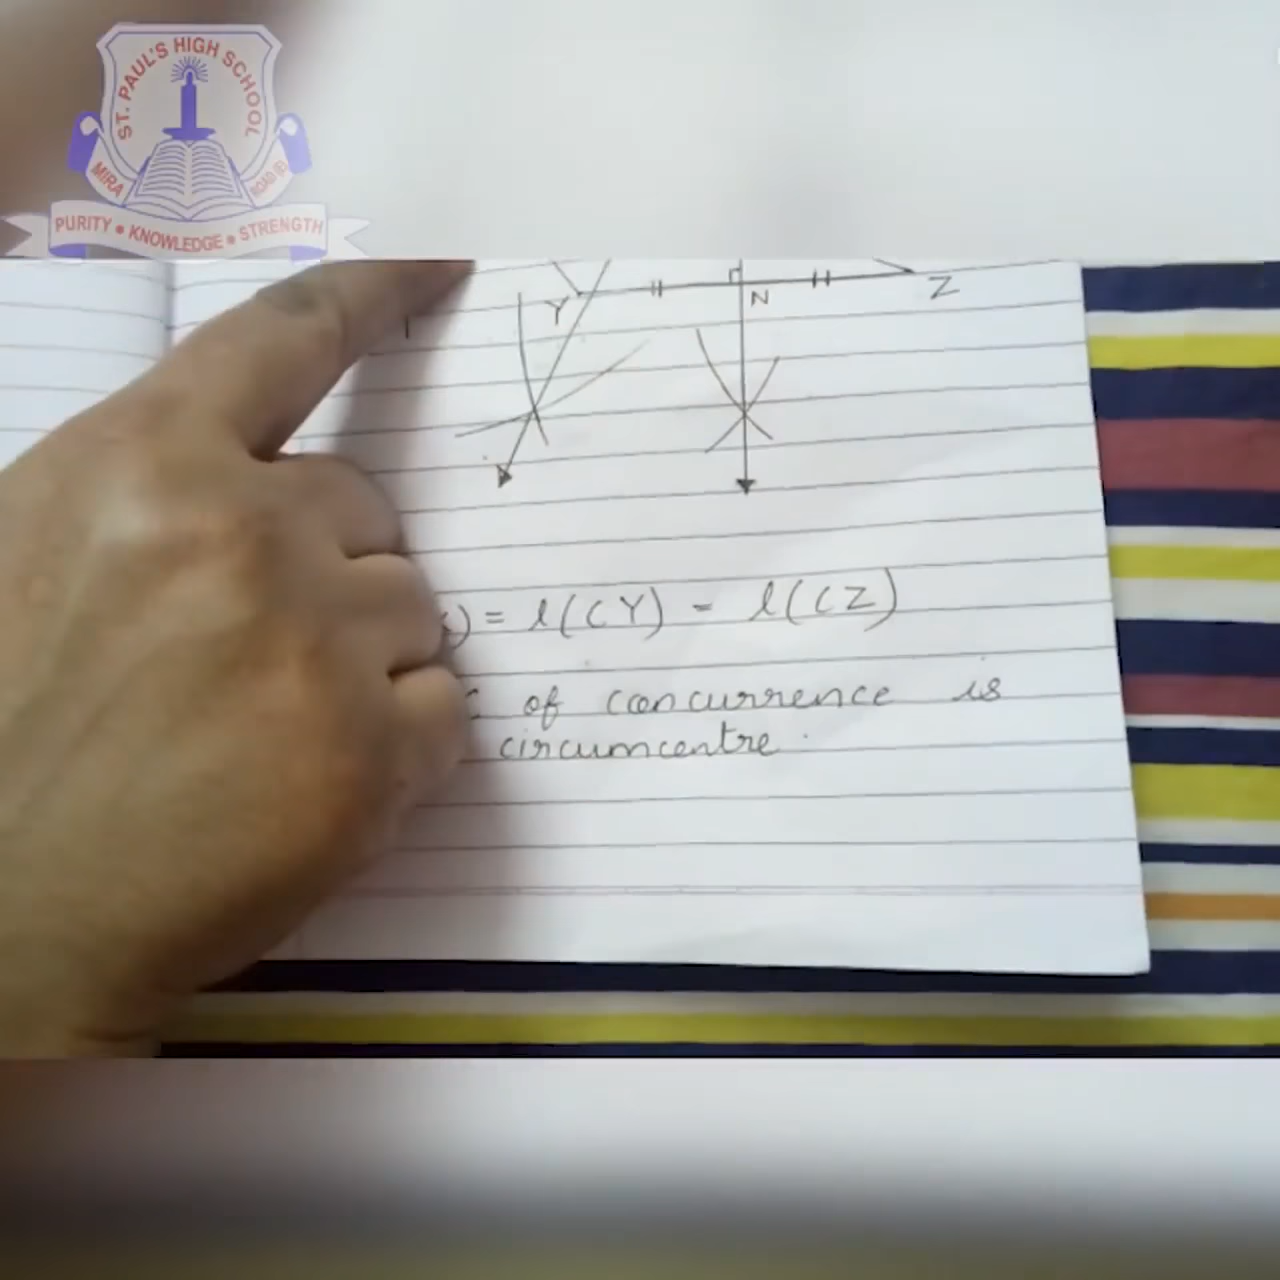 ST. PAUL'S HIGH SCHOOL
MIRA ROAD (E)
PURITY • KNOWLEDGE • STRENGTH
Y N Z
) = l(CY) = l(CZ)
of concurrence is
circumcentre.